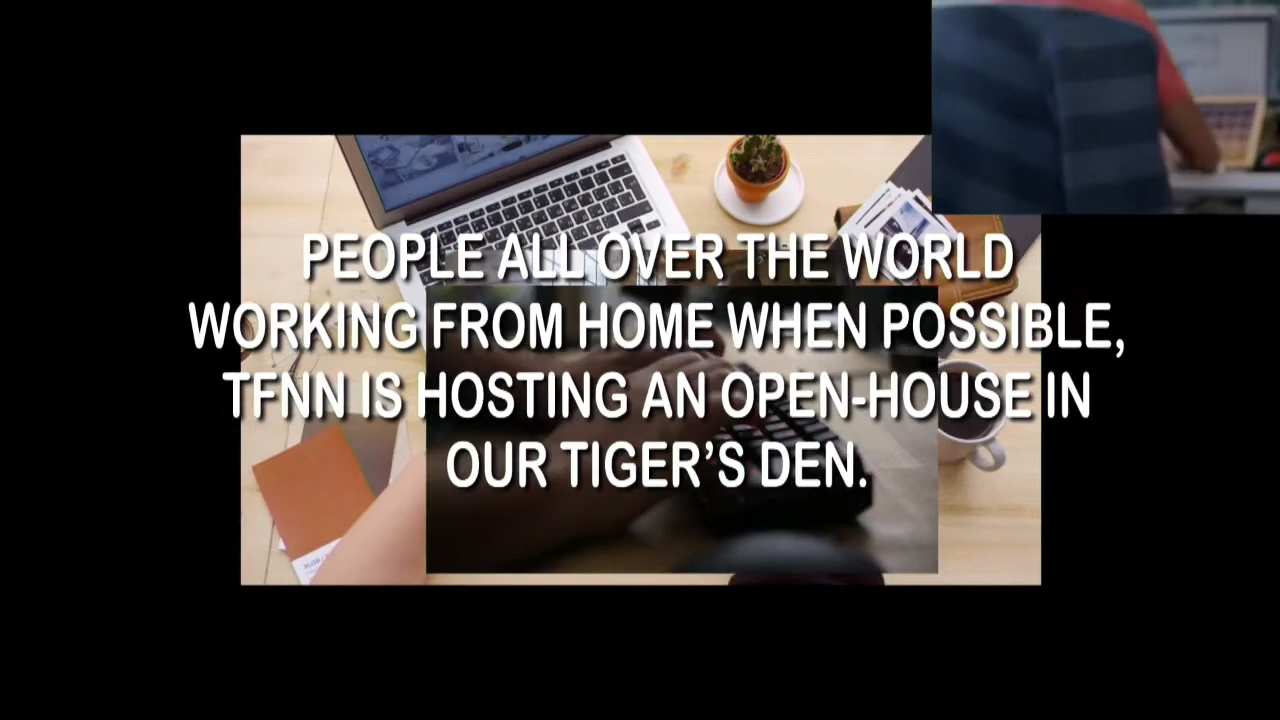 PEOPLE ALL OVER THE WORLD
WORKING FROM HOME WHEN POSSIBLE,
TFNN IS HOSTING AN OPEN-HOUSE IN
OUR TIGER’S DEN.